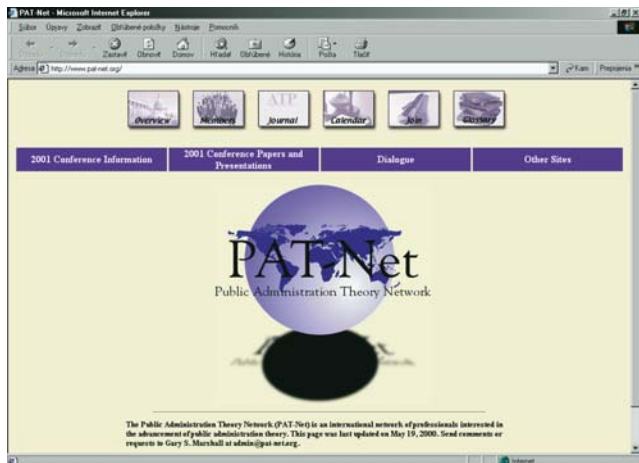 PAT-Net - Microsoft Internet Explorer
Súbor Úpravy Zobraziť Obľúbené položky Nástroje Pomocník
Zastaviť Obnoviť Domov Hľadať Obľúbené História Pošta Tlačiť
Adresa http://www.pat-net.org/ Kam Prepojenia
Overview Members ATP Journal Calendar Join Glossary
2001 Conference Information 2001 Conference Papers and Presentations Dialogue Other Sites
PAT-Net
Public Administration Theory Network
The Public Administration Theory Network (PAT-Net) is an international network of professionals interested in
the advancement of public administration theory. This page was last updated on May 19, 2000. Send comments or
requests to Gary S. Marshall at admin@pat-net.org.
Internet